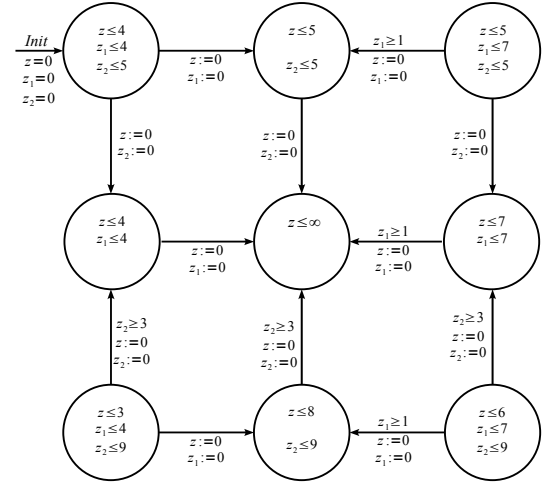 z≤4
z₁≤4
z₂≤5
Init
z=0
z₁=0
z₂=0
z:=0
z₁:=0
z≤5
z₂≤5
z₁≥1
z:=0
z₁:=0
z≤5
z₁≤7
z₂≤5
z:=0
z₂:=0
z:=0
z₂:=0
z:=0
z₂:=0
z≤4
z₁≤4
z:=0
z₁:=0
z≤∞
z₁≥1
z:=0
z₁:=0
z≤7
z₁≤7
z₂≥3
z:=0
z₂:=0
z₂≥3
z:=0
z₂:=0
z₂≥3
z:=0
z₂:=0
z≤3
z₁≤4
z₂≤9
z:=0
z₁:=0
z≤8
z₂≤9
z₁≥1
z:=0
z₁:=0
z≤6
z₁≤7
z₂≤9